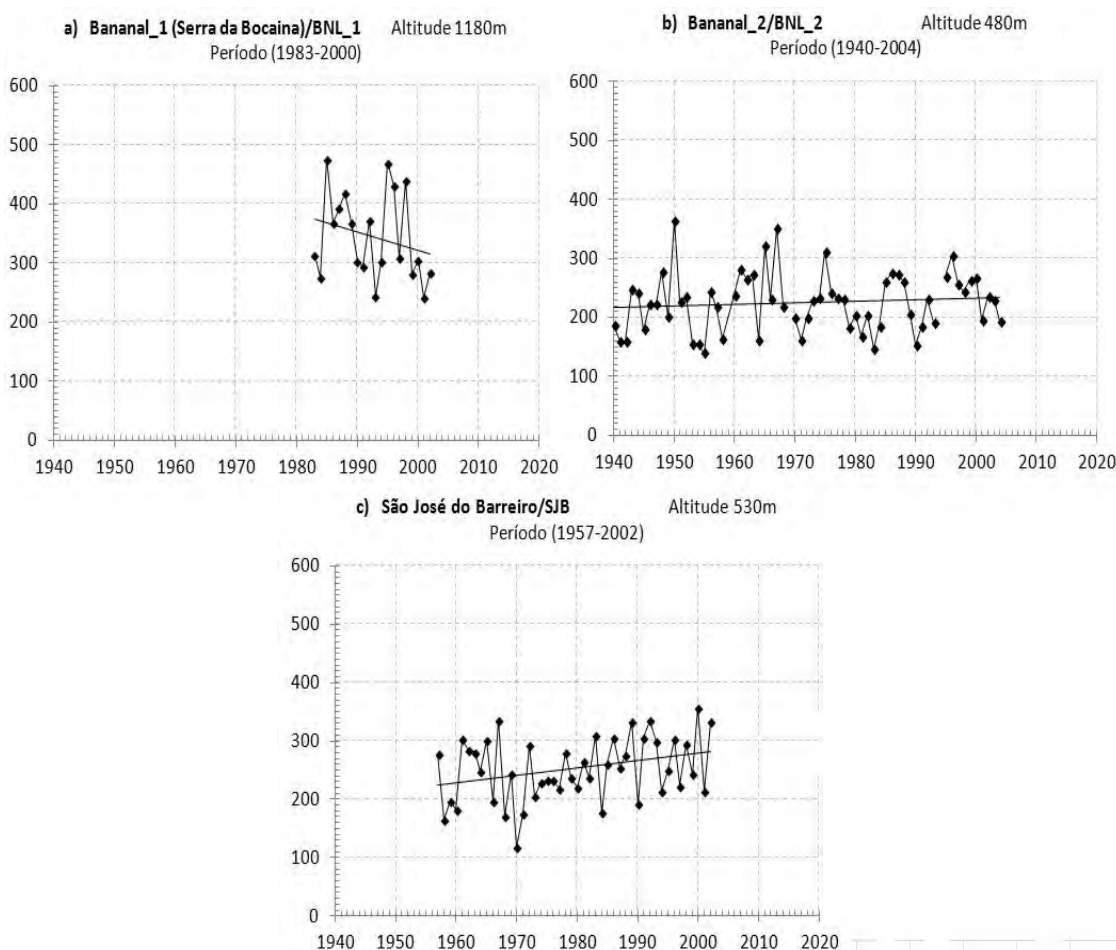 a) Bananal_1 (Serra da Bocaina)/BNL_1 Altitude 1180m
Período (1983-2000)
600
500
400
300
200
100
0
1940 1950 1960 1970 1980 1990 2000 2010 2020
b) Bananal_2/BNL_2 Altitude 480m
Período (1940-2004)
600
500
400
300
200
100
0
1940 1950 1960 1970 1980 1990 2000 2010 2020
c) São José do Barreiro/SJB Altitude 530m
Período (1957-2002)
600
500
400
300
200
100
0
1940 1950 1960 1970 1980 1990 2000 2010 2020